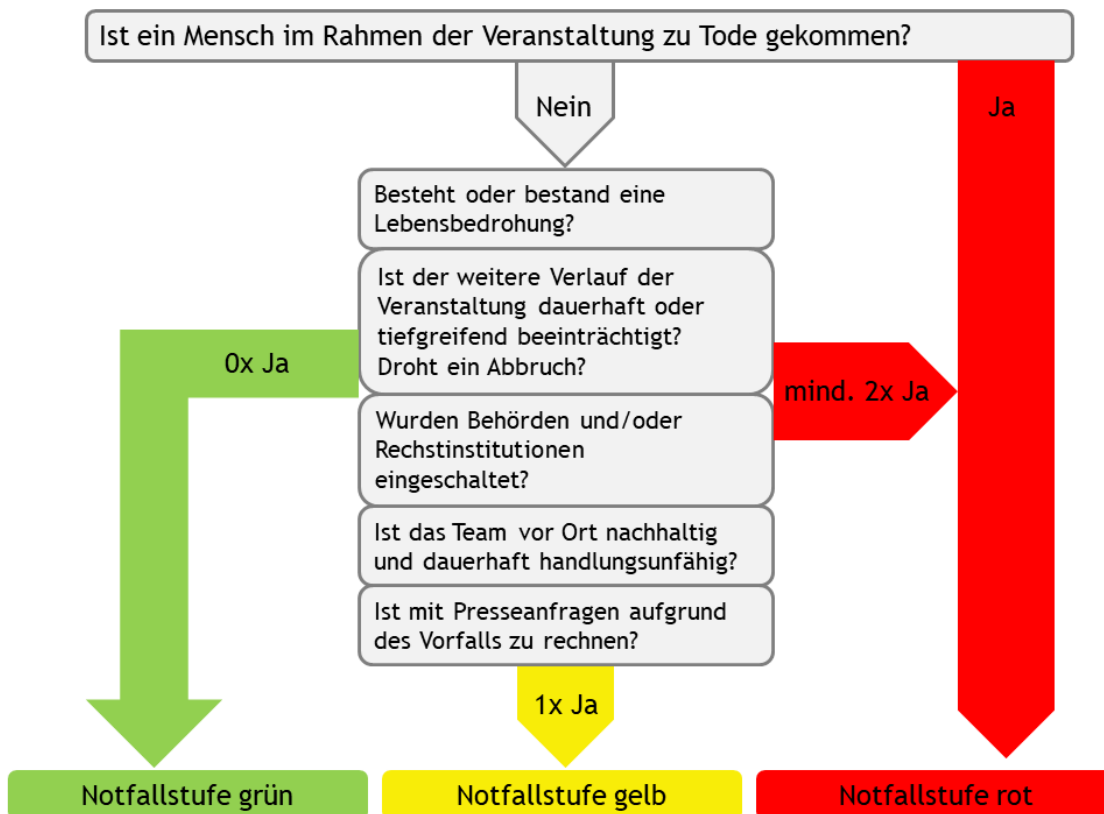 Ist ein Mensch im Rahmen der Veranstaltung zu Tode gekommen?
Nein
Ja
Besteht oder bestand eine
Lebensbedrohung?
Ist der weitere Verlauf der
Veranstaltung dauerhaft oder
tiefgreifend beeinträchtigt?
Droht ein Abbruch?
0x Ja
mind. 2x Ja
Wurden Behörden und/oder
Rechstinstitutionen
eingeschaltet?
Ist das Team vor Ort nachhaltig
und dauerhaft handlungsunfähig?
Ist mit Presseanfragen aufgrund
des Vorfalls zu rechnen?
1x Ja
Notfallstufe grün
Notfallstufe gelb
Notfallstufe rot